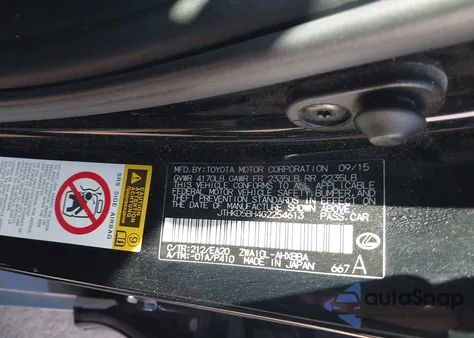 SRS SIDE AIRBAG
MFD. BY: TOYOTA MOTOR CORPORATION 09/15
GVWR 4170LB GAWR FR 2335LB RR 2235LB
THIS VEHICLE CONFORMS TO ALL APPLICABLE
FEDERAL MOTOR VEHICLE SAFETY, BUMPER, AND
THEFT PREVENTION STANDARDS IN EFFECT ON
THE DATE OF MANUFACTURE SHOWN ABOVE.
JTHKD5BH4G2254613 PASS.CAR
C/TR:212/EA20 ZWA10L-AHXBBA
A/TM:-01A/P410 MADE IN JAPAN
667 A
autoSnap